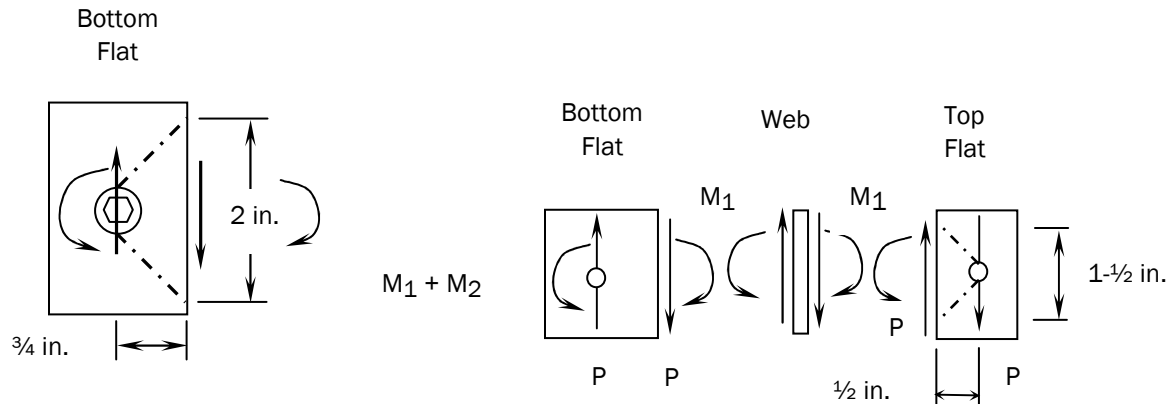 Bottom
Flat
2 in.
¾ in.
M1 + M2
Bottom
Flat
Web
Top
Flat
M1
M1
1-½ in.
P
P
P
½ in.
P